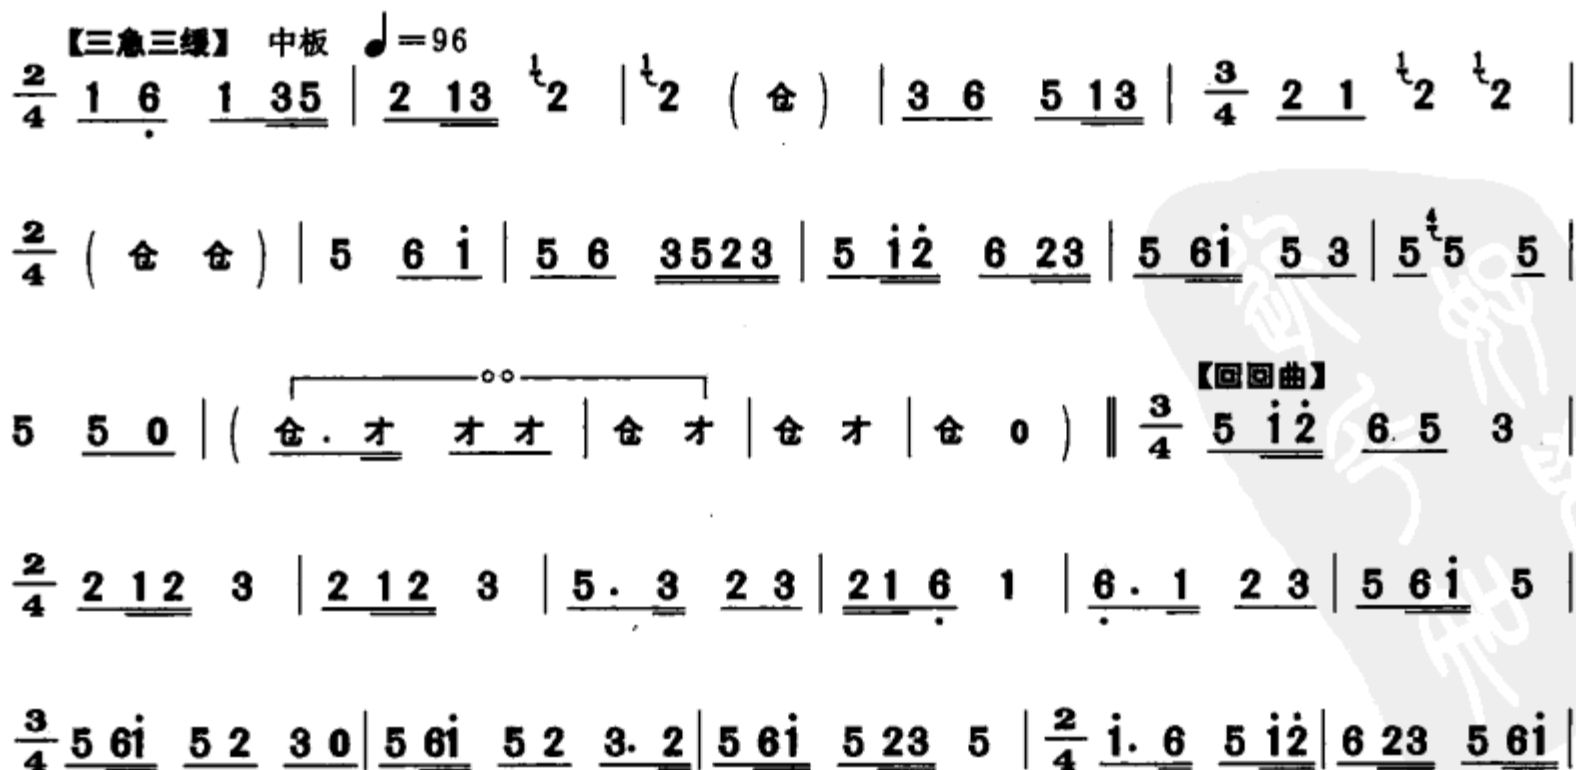 【三急三缓】 中板 ♩=96
2/4 1 6̣ 1 35 | 2 13 ¹2 | ¹2 ( 仓 ) | 3 6 5 13 | 3/4 2 1 ¹2 ¹2 |
2/4 ( 仓 仓 ) | 5 6 i̇ | 5 6 3523 | 5 i̇2̇ 6 23 | 5 6i̇ 5 3 | 5 ⁴5 5 |
5 5 0 | ( 仓 . 才 才 才 | 仓 才 | 仓 才 | 仓 0 ) ‖ 【回回曲】 3/4 5 i̇2̇ 6. 5 3 |
2/4 2 12 3 | 2 12 3 | 5 . 3 2 3 | 21 6̣ 1 | 6̣ . 1 2 3 | 5 6i̇ 5 |
3/4 5 6i̇ 5 2 3 0 | 5 6i̇ 5 2 3. 2 | 5 6i̇ 5 23 5 | 2/4 i̇. 6 5 i̇2̇ | 6 23 5 6i̇ |